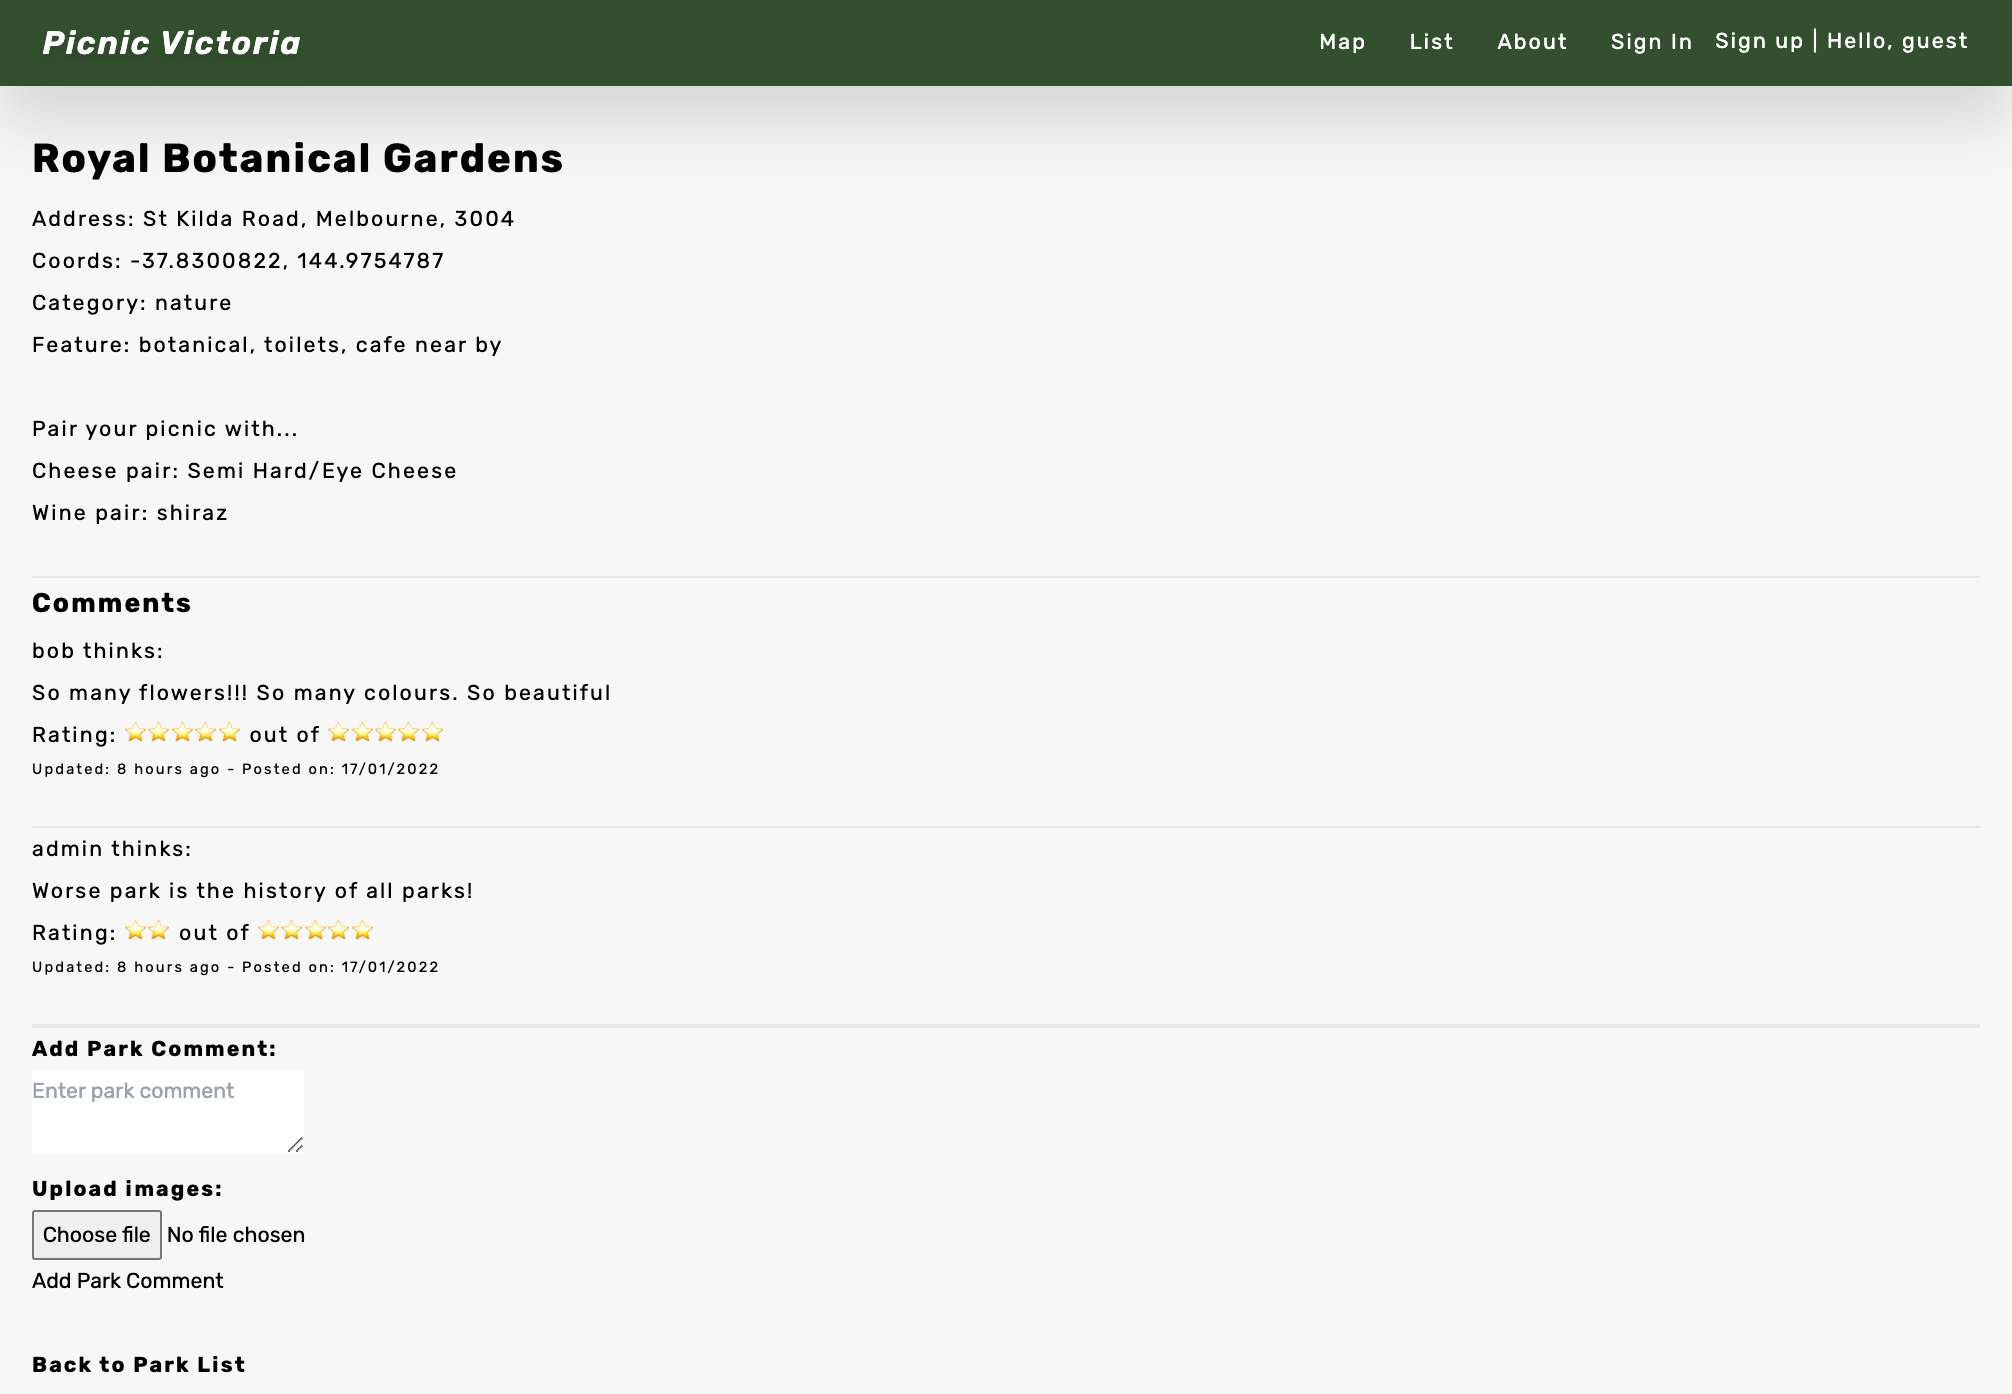 Picnic Victoria
Map List About Sign In Sign up | Hello, guest
Royal Botanical Gardens
Address: St Kilda Road, Melbourne, 3004
Coords: -37.8300822, 144.9754787
Category: nature
Feature: botanical, toilets, cafe near by
Pair your picnic with...
Cheese pair: Semi Hard/Eye Cheese
Wine pair: shiraz
Comments
bob thinks:
So many flowers!!! So many colours. So beautiful
Rating: ⭐⭐⭐⭐⭐ out of ⭐⭐⭐⭐⭐
Updated: 8 hours ago - Posted on: 17/01/2022
admin thinks:
Worse park is the history of all parks!
Rating: ⭐⭐ out of ⭐⭐⭐⭐⭐
Updated: 8 hours ago - Posted on: 17/01/2022
Add Park Comment:
Enter park comment
Upload images:
Choose file No file chosen
Add Park Comment
Back to Park List